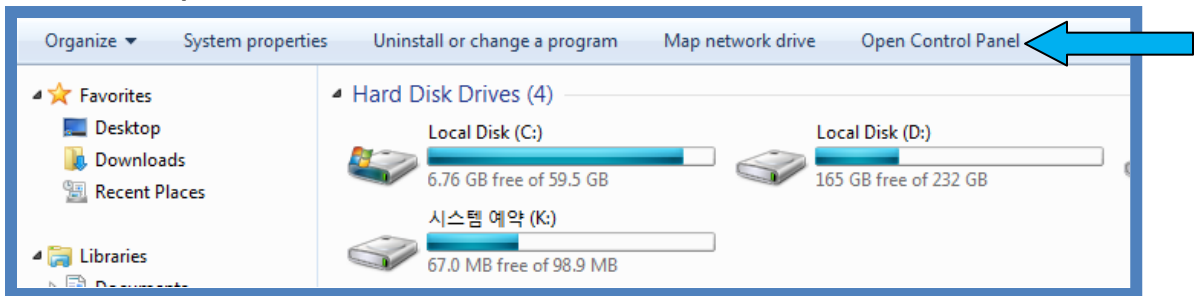 Organize
System properties
Uninstall or change a program
Map network drive
Open Control Panel
Favorites
Desktop
Downloads
Recent Places
Libraries
Hard Disk Drives (4)
Local Disk (C:)
6.76 GB free of 59.5 GB
Local Disk (D:)
165 GB free of 232 GB
시스템 예약 (K:)
67.0 MB free of 98.9 MB